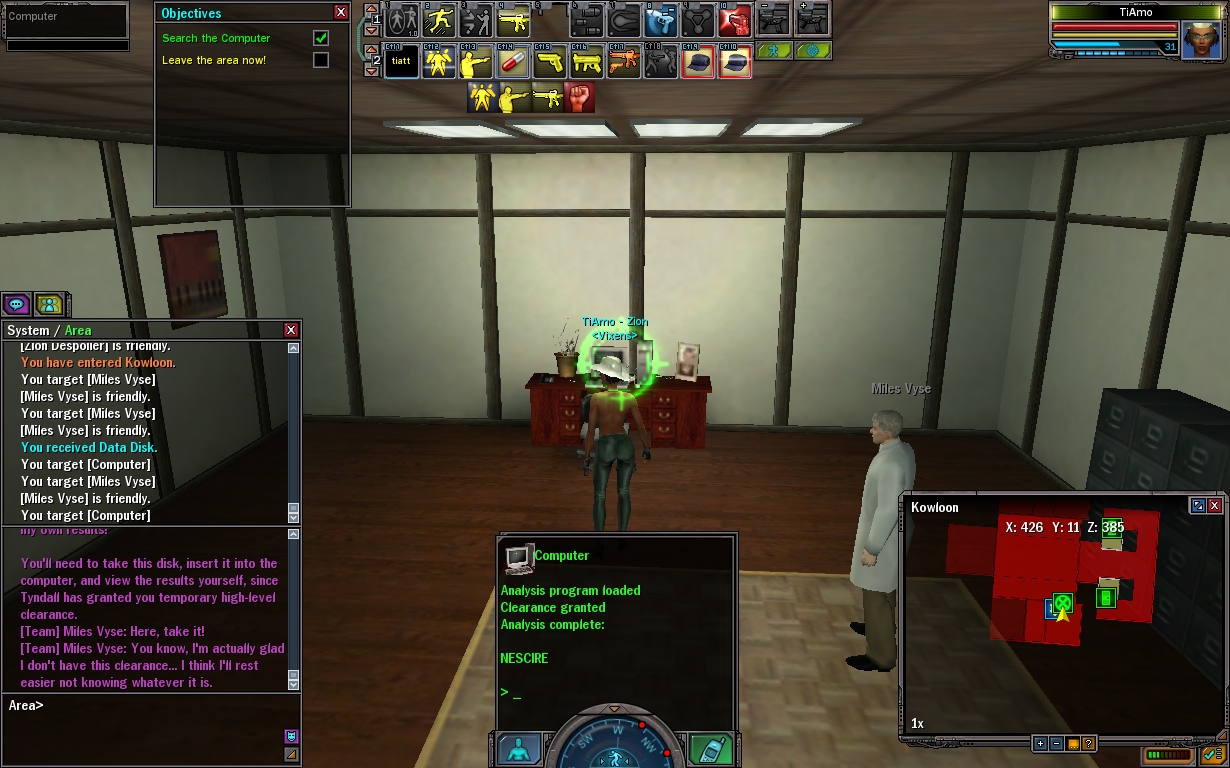 Computer
Objectives
Search the Computer
Leave the area now!
1
2
tiatt
TiAmo
31
TiAmo - Zion
<Vixens>
Miles Vyse
System / Area
[Zion Despoiler] is friendly.
You have entered Kowloon.
You target [Miles Vyse]
[Miles Vyse] is friendly.
You target [Miles Vyse]
[Miles Vyse] is friendly.
You received Data Disk.
You target [Computer]
You target [Miles Vyse]
[Miles Vyse] is friendly.
You target [Computer]
my own results!
You'll need to take this disk, insert it into the
computer, and view the results yourself, since
Tyndall has granted you temporary high-level
clearance.
[Team] Miles Vyse: Here, take it!
[Team] Miles Vyse: You know, I'm actually glad
I don't have this clearance... I think I'll rest
easier not knowing whatever it is.
Area>
Computer
Analysis program loaded
Clearance granted
Analysis complete:
NESCIRE
> _
SW W NW
Kowloon
X: 426 Y: 11 Z: 385
1x